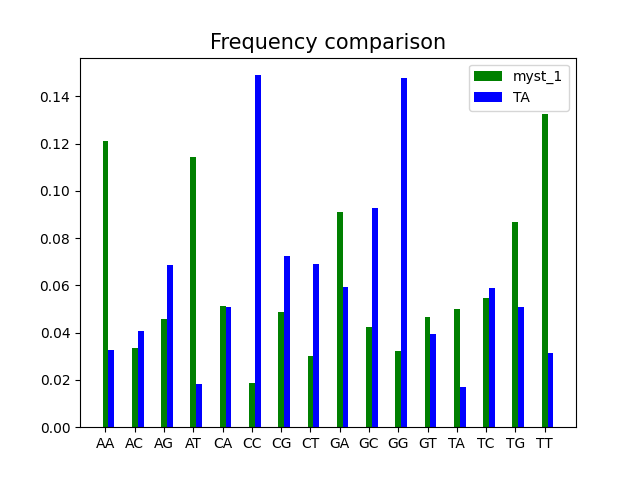 Frequency comparison
myst_1
TA
0.14
0.12
0.10
0.08
0.06
0.04
0.02
0.00
AA AC AG AT CA CC CG CT GA GC GG GT TA TC TG TT